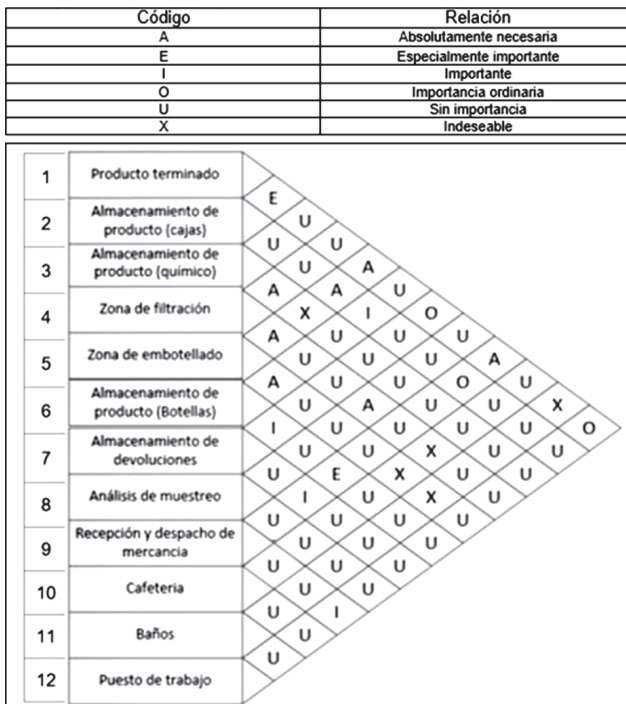 Código Relación
A Absolutamente necesaria
E Especialmente importante
I Importante
O Importancia ordinaria
U Sin importancia
X Indeseable
1 Producto terminado
2 Almacenamiento de
producto (cajas)
3 Almacenamiento de
producto (químico)
4 Zona de filtración
5 Zona de embotellado
6 Almacenamiento de
producto (Botellas)
7 Almacenamiento de
devoluciones
8 Análisis de muestreo
9 Recepción y despacho de
mercancia
10 Cafeteria
11 Baños
12 Puesto de trabajo
E
U
U U
U A
A A U
X I O
A U U U
U U U A
A U U O U
U A U U X
I U U U U O
U U X U U
U E X U U
I U X U
U U U U
U U U
U U U
U U
U I
U
U